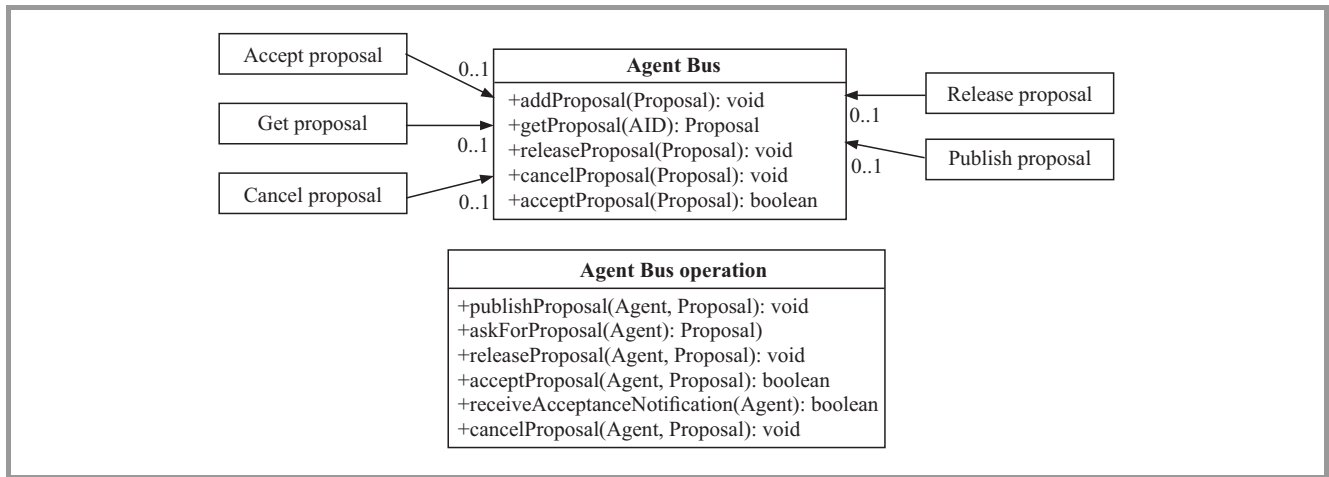 Accept proposal
0..1
Get proposal
0..1
Cancel proposal
0..1
Agent Bus
+addProposal(Proposal): void
+getProposal(AID): Proposal
+releaseProposal(Proposal): void
+cancelProposal(Proposal): void
+acceptProposal(Proposal): boolean
Release proposal
0..1
Publish proposal
0..1
Agent Bus operation
+publishProposal(Agent, Proposal): void
+askForProposal(Agent): Proposal)
+releaseProposal(Agent, Proposal): void
+acceptProposal(Agent, Proposal): boolean
+receiveAcceptanceNotification(Agent): boolean
+cancelProposal(Agent, Proposal): void